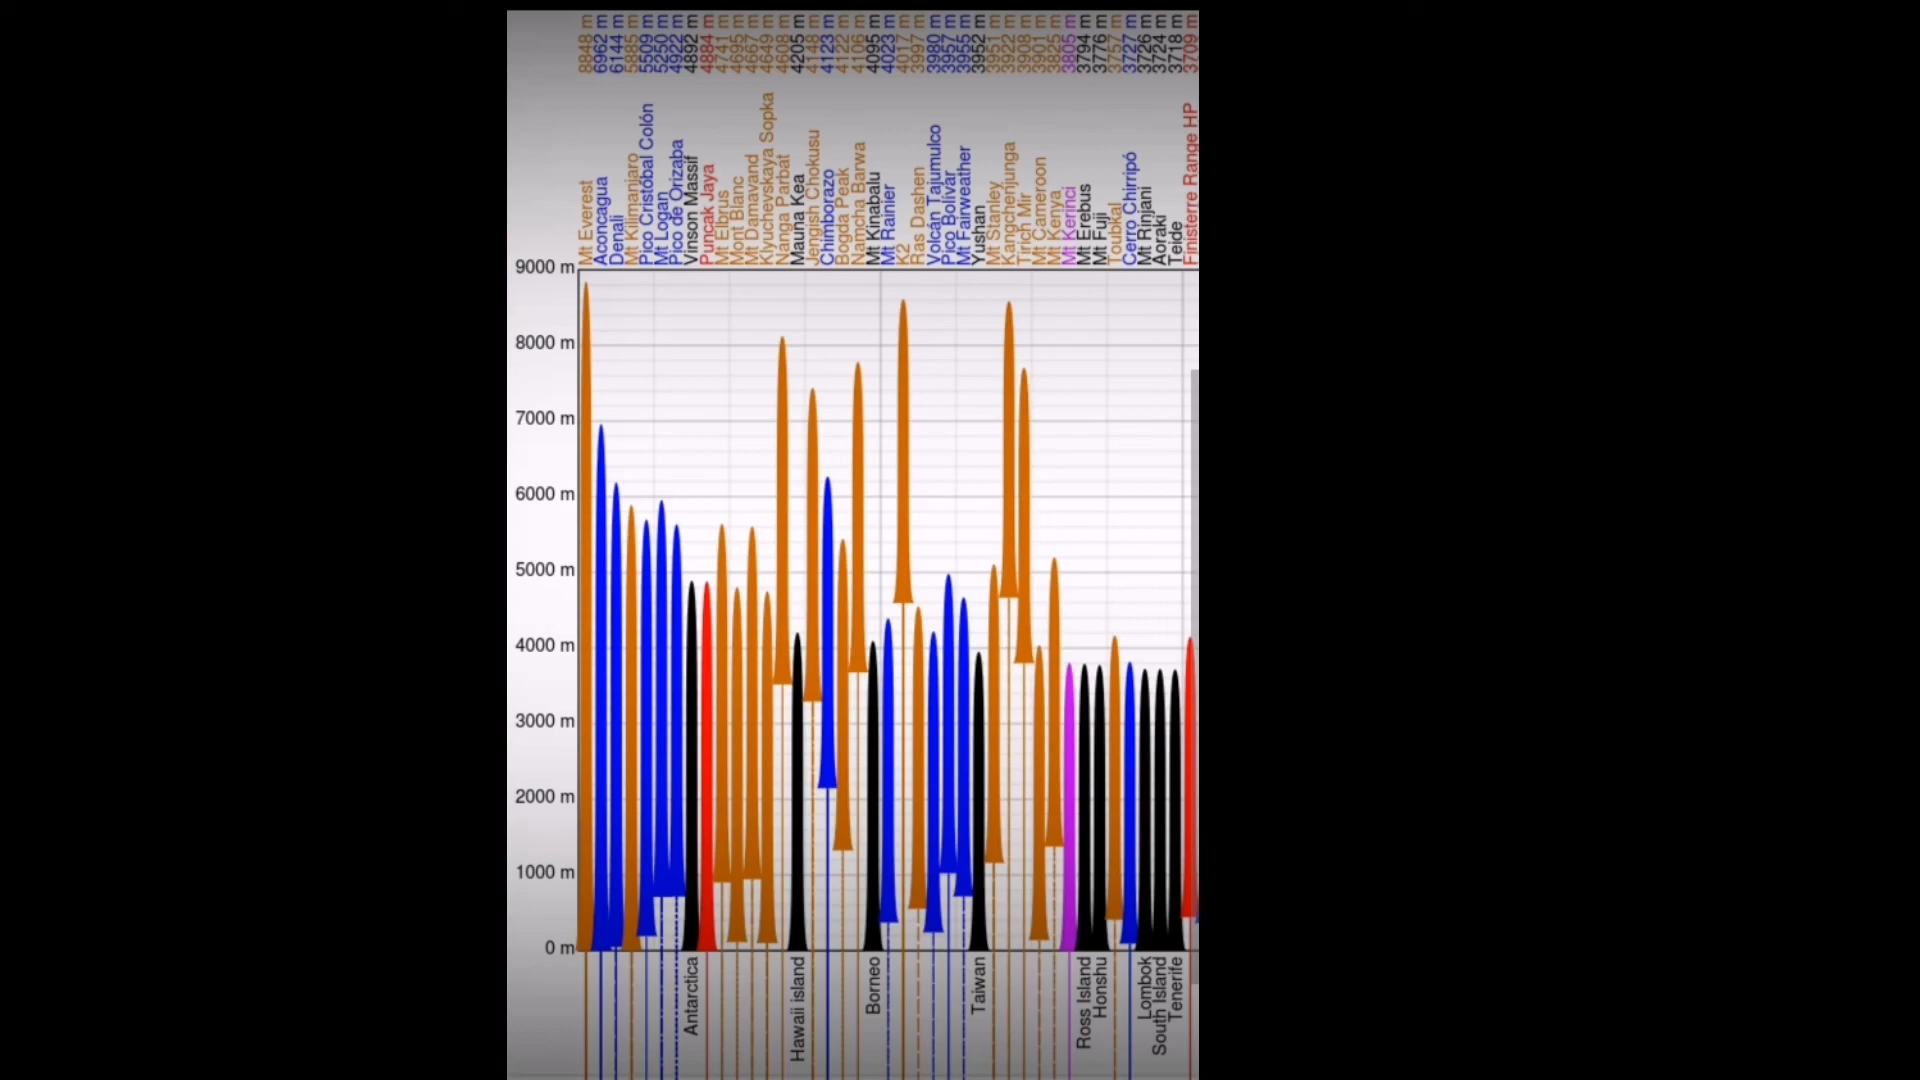 8848 m
6962 m
6144 m
5885 m
5509 m
5250 m
4922 m
4892 m
4884 m
4741 m
4695 m
4667 m
4649 m
4608 m
4205 m
4148 m
4123 m
4122 m
4106 m
4095 m
4023 m
4017 m
3997 m
3980 m
3957 m
3955 m
3952 m
3951 m
3922 m
3908 m
3901 m
3825 m
3805 m
3794 m
3776 m
3757 m
3727 m
3726 m
3724 m
3718 m
3709 m
Mt Everest
Aconcagua
Denali
Mt Kilimanjaro
Pico Cristóbal Colón
Mt Logan
Pico de Orizaba
Vinson Massif
Puncak Jaya
Mt Elbrus
Mont Blanc
Mt Damavand
Klyuchevskaya Sopka
Nanga Parbat
Mauna Kea
Jengish Chokusu
Chimborazo
Bogda Peak
Namcha Barwa
Mt Kinabalu
Mt Rainier
K2
Ras Dashen
Volcán Tajumulco
Pico Bolívar
Mt Fairweather
Yushan
Mt Stanley
Kangchenjunga
Tirich Mir
Mt Cameroon
Mt Kenya
Mt Kerinci
Mt Erebus
Mt Fuji
Toubkal
Cerro Chirripó
Mt Rinjani
Aoraki
Teide
Finisterre Range HP
9000 m
8000 m
7000 m
6000 m
5000 m
4000 m
3000 m
2000 m
1000 m
0 m
Antarctica
Hawaii island
Borneo
Taiwan
Ross Island
Honshu
Lombok
South Island
Tenerife